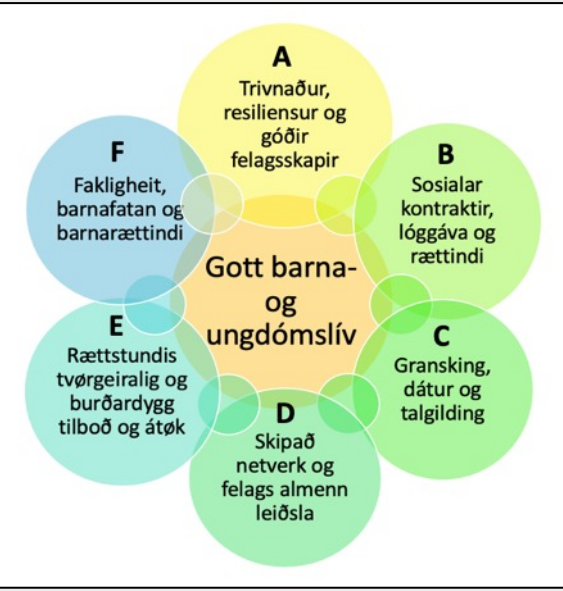 A
Trivnaður,
resiliensur og
góðir
felagsskapir
B
Sosialar
kontraktir,
lóggáva og
rættindi
C
Gransking,
dátur og
talgilding
D
Skipað
netverk og
felags almenn
leiðsla
E
Rættstundis
tvørgeiralig og
burðardygg
tilboð og átøk
F
Fakligheit,
barnafatan og
barnarættindi
Gott barna-
og
ungdómslív